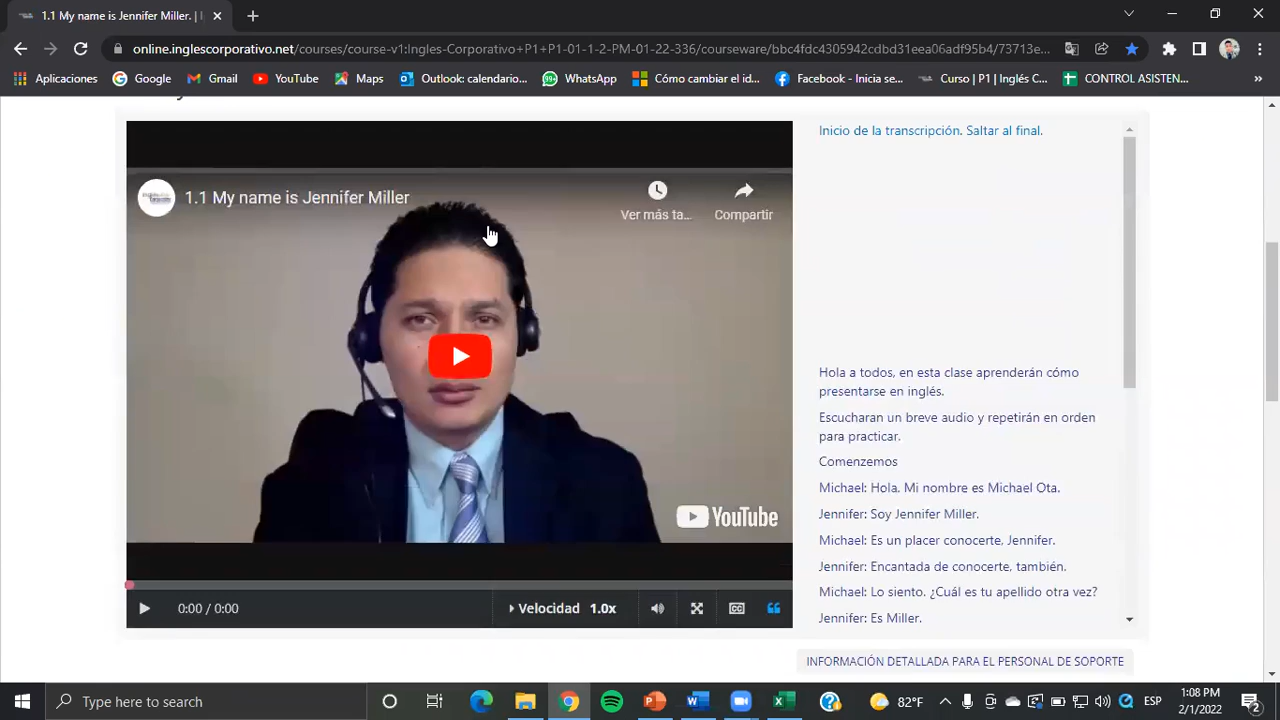 1.1 My name is Jennifer Miller. |
online.inglescorporativo.net/courses/course-v1:Ingles-Corporativo+P1+P1-01-1-2-PM-01-22-336/courseware/bbc4fdc4305942cdbd31eea06adf95b4/73713e...
Aplicaciones
Google
Gmail
YouTube
Maps
Outlook: calendario...
99+ WhatsApp
Cómo cambiar el id...
Facebook - Inicia se...
Curso | P1 | Inglés C...
CONTROL ASISTEN...
»
1.1 My name is Jennifer Miller
Ver más ta...
Compartir
YouTube
0:00 / 0:00
Velocidad 1.0x
CC
Inicio de la transcripción. Saltar al final.
Hola a todos, en esta clase aprenderán cómo
presentarse en inglés.
Escucharan un breve audio y repetirán en orden
para practicar.
Comenzemos
Michael: Hola. Mi nombre es Michael Ota.
Jennifer: Soy Jennifer Miller.
Michael: Es un placer conocerte, Jennifer.
Jennifer: Encantada de conocerte, también.
Michael: Lo siento. ¿Cuál es tu apellido otra vez?
Jennifer: Es Miller.
INFORMACIÓN DETALLADA PARA EL PERSONAL DE SOPORTE
Type here to search
82°F
ESP
1:08 PM
2/1/2022
2